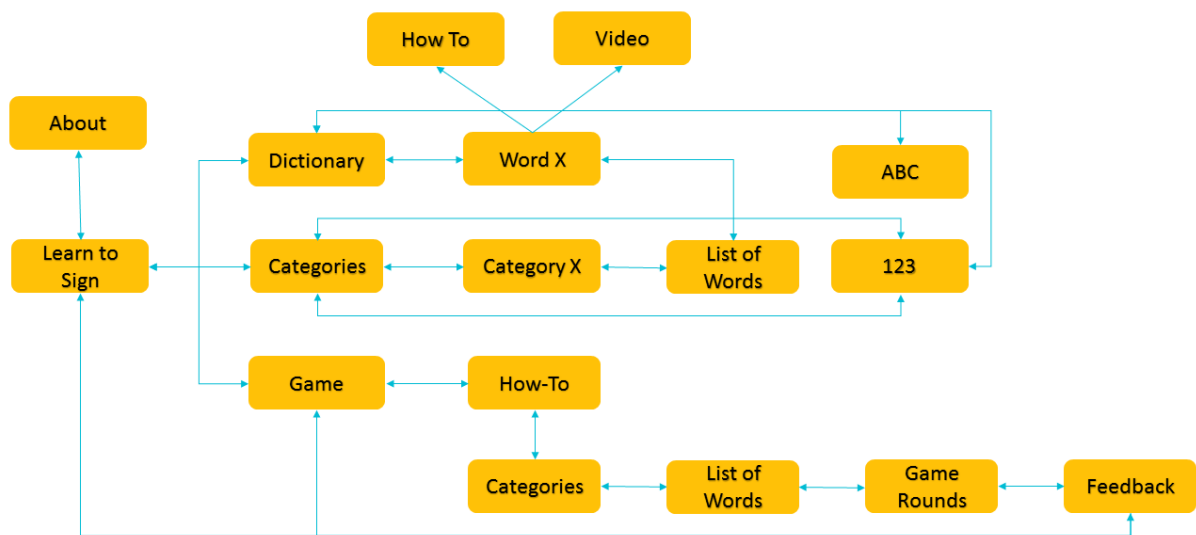 How To
Video
About
Dictionary
Word X
ABC
Learn to
Sign
Categories
Category X
List of
Words
123
Game
How-To
Categories
List of
Words
Game
Rounds
Feedback